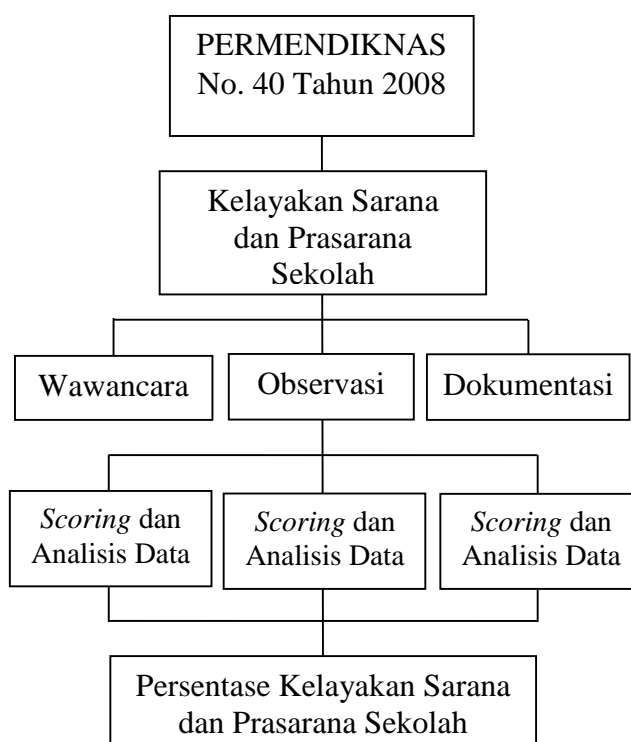 PERMENDIKNAS
No. 40 Tahun 2008
Kelayakan Sarana
dan Prasarana
Sekolah
Wawancara
Observasi
Dokumentasi
Scoring dan
Analisis Data
Scoring dan
Analisis Data
Scoring dan
Analisis Data
Persentase Kelayakan Sarana
dan Prasarana Sekolah